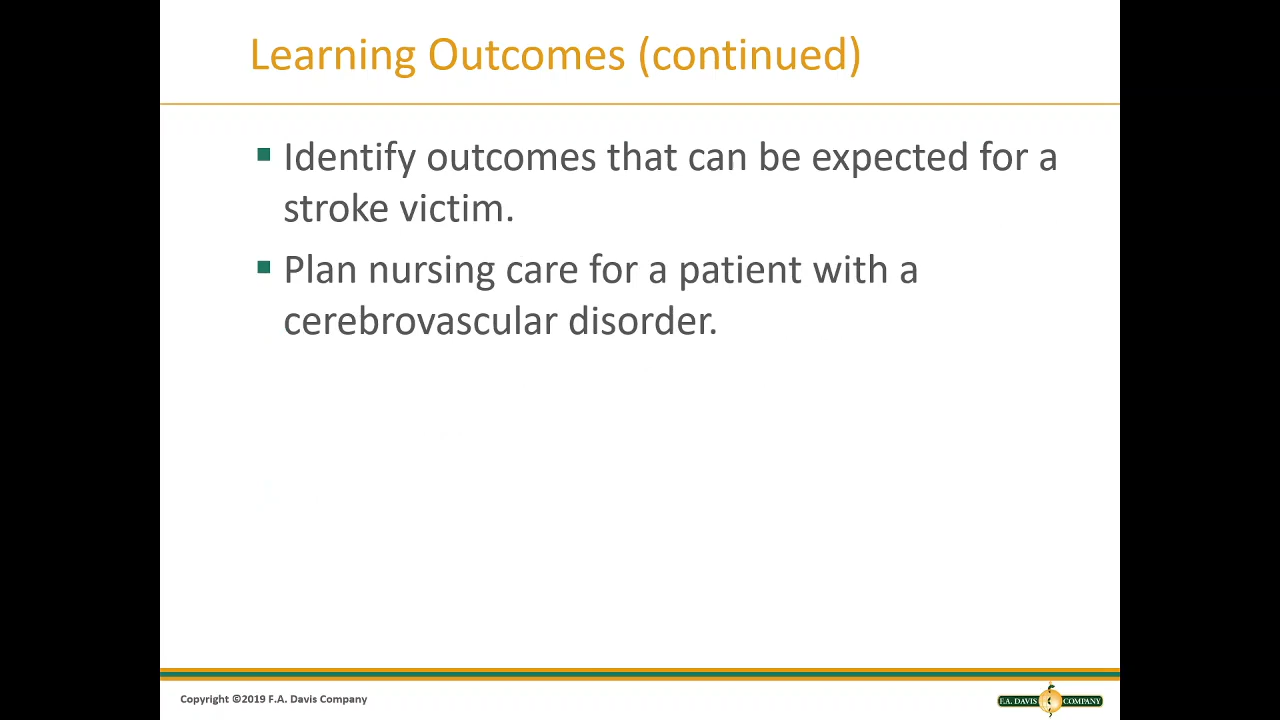 Learning Outcomes (continued)
Identify outcomes that can be expected for a
stroke victim.
Plan nursing care for a patient with a
cerebrovascular disorder.
Copyright ©2019 F.A. Davis Company
F.A. DAVIS COMPANY